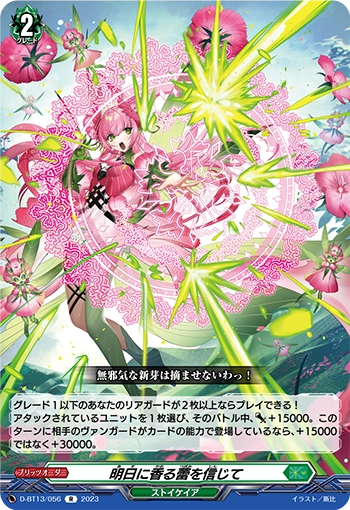 2
グレード
無邪気な新芽は摘ませないわっ！
グレード１以下のあなたのリアガードが２枚以上ならプレイできる！
アタックされているユニットを１枚選び、そのバトル中、+15000。この
ターンに相手のヴァンガードがカードの能力で登場しているなら、+15000
ではなく+30000。
ブリッツオーダー
明日に香る蕾を信じて
ストイケイア
D-BT13/056 R 2023
イラスト／匈比